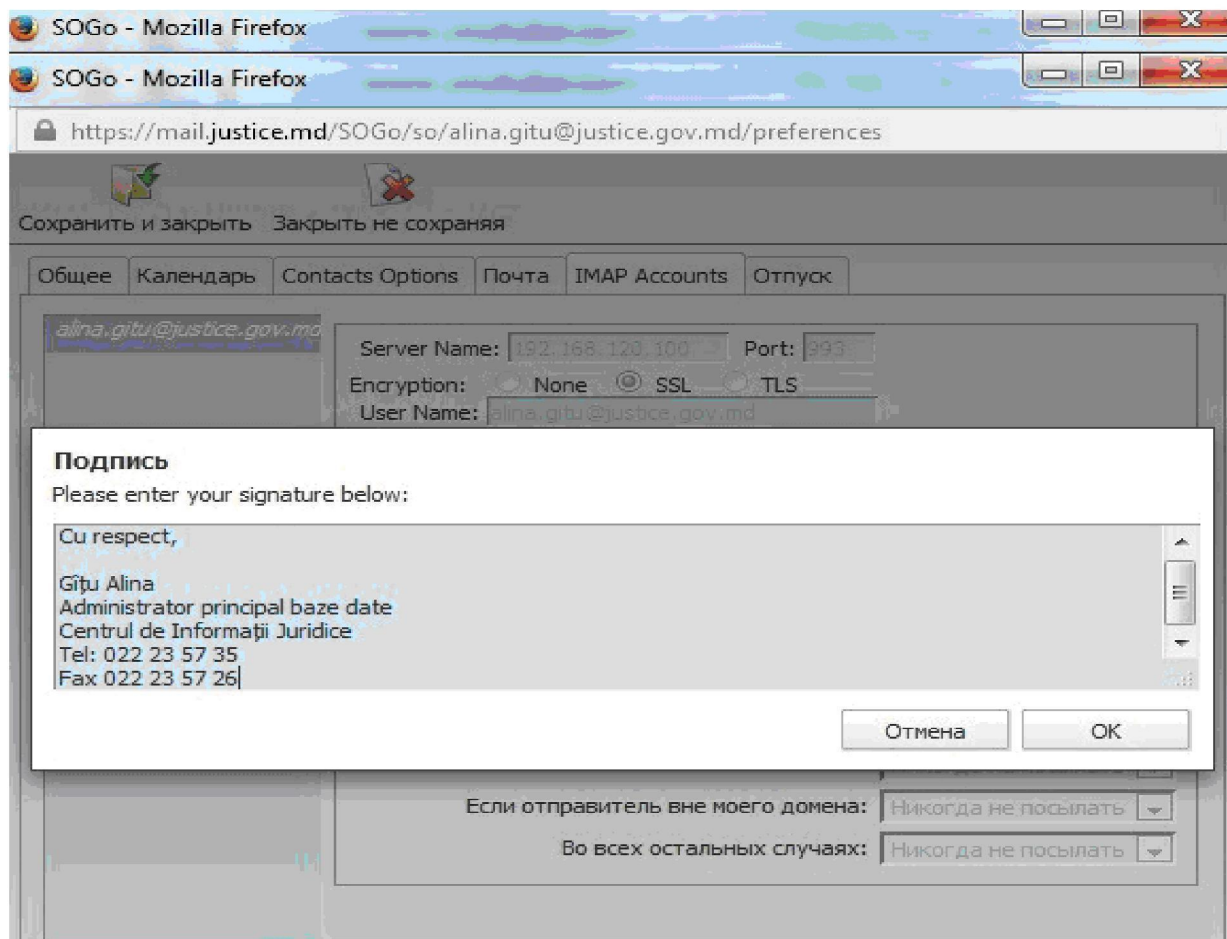 SOGo - Mozilla Firefox
SOGo - Mozilla Firefox
https://mail.justice.md/SOGo/so/alina.gitu@justice.gov.md/preferences
Сохранить и закрыть Закрыть не сохраняя
Общее Календарь Contacts Options Почта IMAP Accounts Отпуск
alina.gitu@justice.gov.md
Server Name: 192.168.120.100 Port: 993
Encryption: None SSL TLS
User Name: alina.gitu@justice.gov.md
Подпись
Please enter your signature below:
Cu respect,
Gîțu Alina
Administrator principal baze date
Centrul de Informații Juridice
Tel: 022 23 57 35
Fax 022 23 57 26
Отмена OK
Если отправитель вне моего домена: Никогда не посылать
Во всех остальных случаях: Никогда не посылать